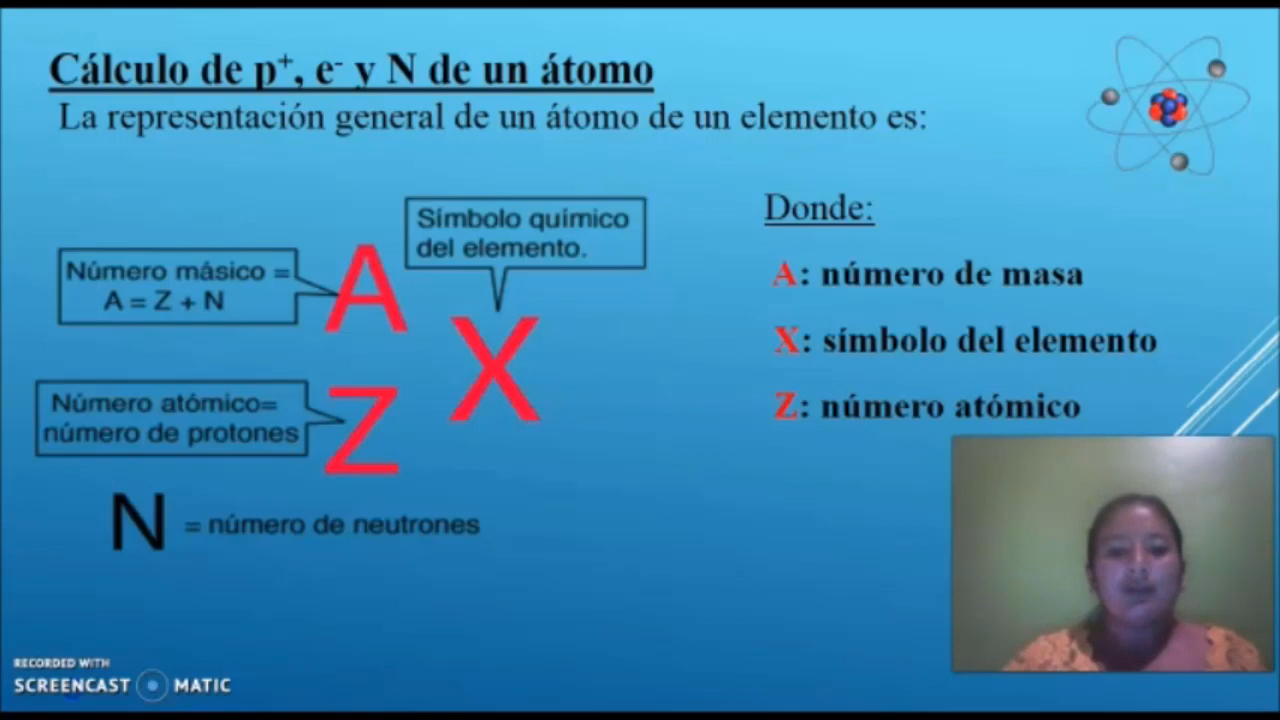 Cálculo de p⁺, e⁻ y N de un átomo
La representación general de un átomo de un elemento es:
Símbolo químico
del elemento.
Número másico =
A = Z + N
A
X
Número atómico=
número de protones
Z
N = número de neutrones
Donde:
A: número de masa
X: símbolo del elemento
Z: número atómico
RECORDED WITH
SCREENCAST MATIC